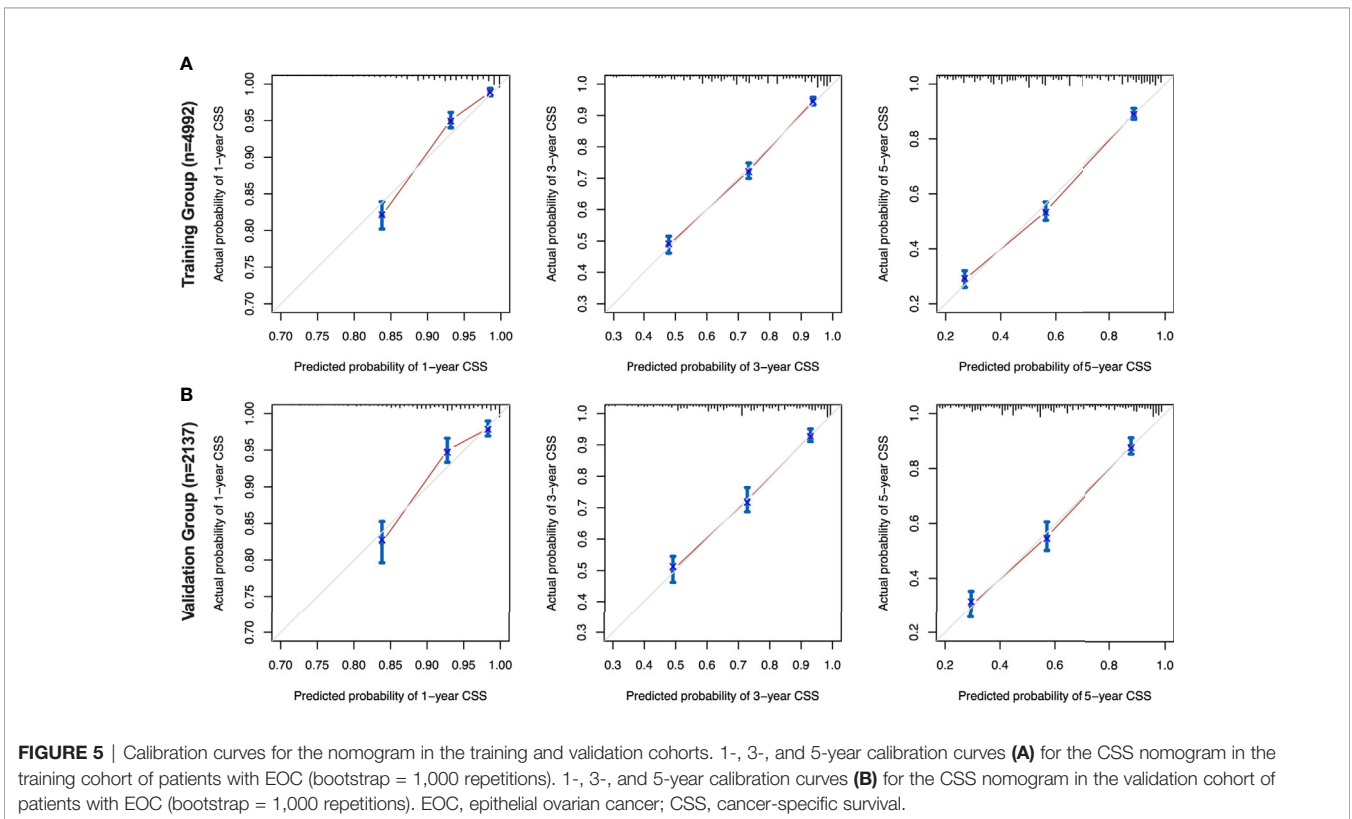 A
Training Group (n=4992)
Actual probability of 1−year CSS
1.00
0.95
0.90
0.85
0.80
0.75
0.70
0.70 0.75 0.80 0.85 0.90 0.95 1.00
Predicted probability of 1−year CSS
Actual probability of 3−year CSS
1.0
0.9
0.8
0.7
0.6
0.5
0.4
0.3
0.3 0.4 0.5 0.6 0.7 0.8 0.9 1.0
Predicted probability of 3−year CSS
Actual probability of 5−year CSS
1.0
0.8
0.6
0.4
0.2
0.2 0.4 0.6 0.8 1.0
Predicted probability of 5−year CSS
B
Validation Group (n=2137)
Actual probability of 1−year CSS
1.00
0.95
0.90
0.85
0.80
0.75
0.70
0.70 0.75 0.80 0.85 0.90 0.95 1.00
Predicted probability of 1−year CSS
Actual probability of 3−year CSS
1.0
0.9
0.8
0.7
0.6
0.5
0.4
0.3
0.3 0.4 0.5 0.6 0.7 0.8 0.9 1.0
Predicted probability of 3−year CSS
Actual probability of 5−year CSS
1.0
0.8
0.6
0.4
0.2
0.2 0.4 0.6 0.8 1.0
Predicted probability of 5−year CSS
FIGURE 5 | Calibration curves for the nomogram in the training and validation cohorts. 1-, 3-, and 5-year calibration curves (A) for the CSS nomogram in the
training cohort of patients with EOC (bootstrap = 1,000 repetitions). 1-, 3-, and 5-year calibration curves (B) for the CSS nomogram in the validation cohort of
patients with EOC (bootstrap = 1,000 repetitions). EOC, epithelial ovarian cancer; CSS, cancer-specific survival.